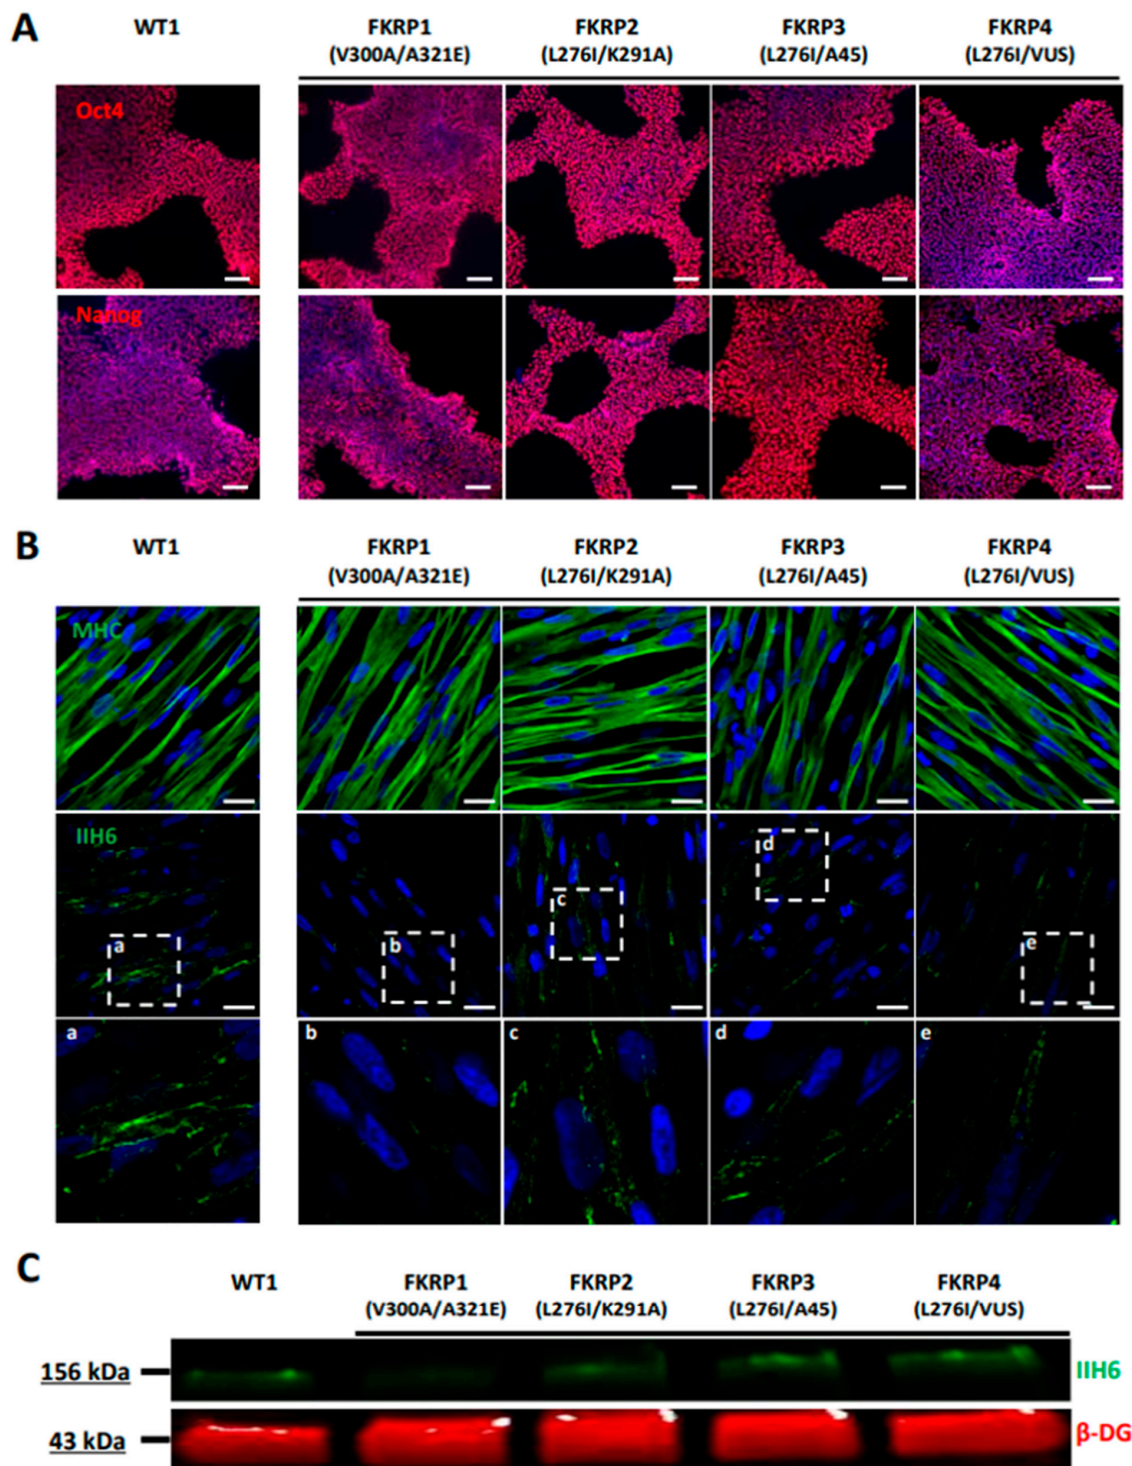 A
WT1
FKRP1
(V300A/A321E)
FKRP2
(L276I/K291A)
FKRP3
(L276I/A45)
FKRP4
(L276I/VUS)
Oct4
Nanog
B
WT1
FKRP1
(V300A/A321E)
FKRP2
(L276I/K291A)
FKRP3
(L276I/A45)
FKRP4
(L276I/VUS)
MHC
IIH6
a
b
c
d
e
a
b
c
d
e
C
WT1
FKRP1
(V300A/A321E)
FKRP2
(L276I/K291A)
FKRP3
(L276I/A45)
FKRP4
(L276I/VUS)
156 kDa
IIH6
43 kDa
β-DG